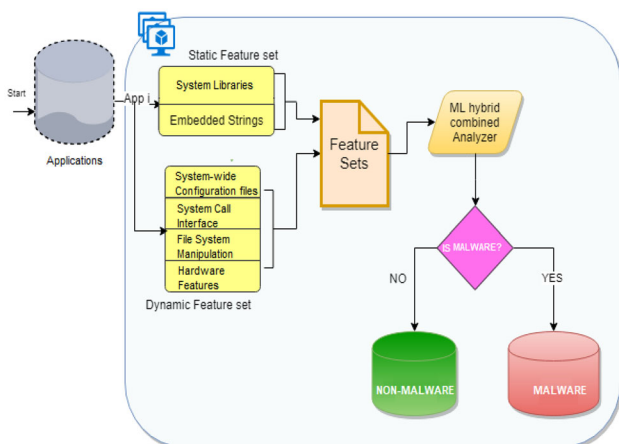 Static Feature set
System Libraries
Embedded Strings
Start
App i
Applications
System-wide
Configuration files
System Call
Interface
File System
Manipulation
Hardware
Features
Dynamic Feature set
Feature
Sets
ML hybrid
combined
Analyzer
IS MALWARE?
NO
YES
NON-MALWARE
MALWARE